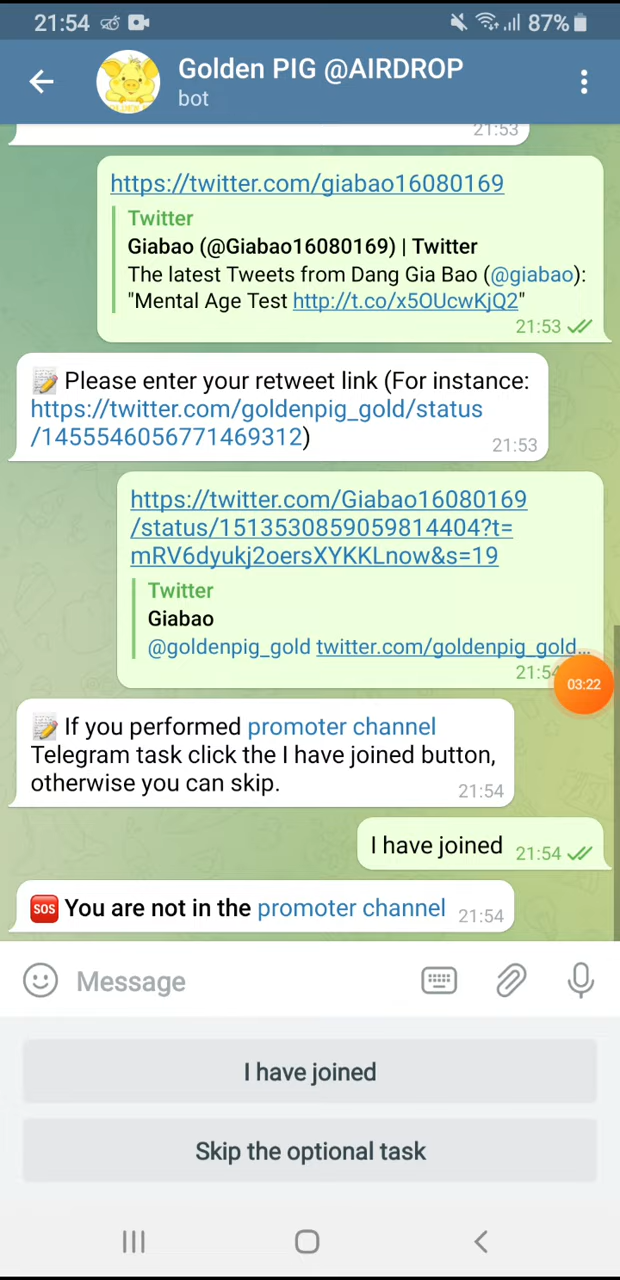 21:54
87%
Golden PIG @AIRDROP
bot
21:53
https://twitter.com/giabao16080169
Twitter
Giabao (@Giabao16080169) | Twitter
The latest Tweets from Dang Gia Bao (@giabao):
"Mental Age Test http://t.co/x5OUcwKjQ2"
21:53
Please enter your retweet link (For instance:
https://twitter.com/goldenpig_gold/status
/1455546056771469312)
21:53
https://twitter.com/Giabao16080169
/status/1513530859059814404?t=
mRV6dyukj2oersXYKKLnow&s=19
Twitter
Giabao
@goldenpig_gold twitter.com/goldenpig_gold...
21:54
03:22
If you performed promoter channel
Telegram task click the I have joined button,
otherwise you can skip.
21:54
I have joined
21:54
SOS You are not in the promoter channel
21:54
Message
I have joined
Skip the optional task